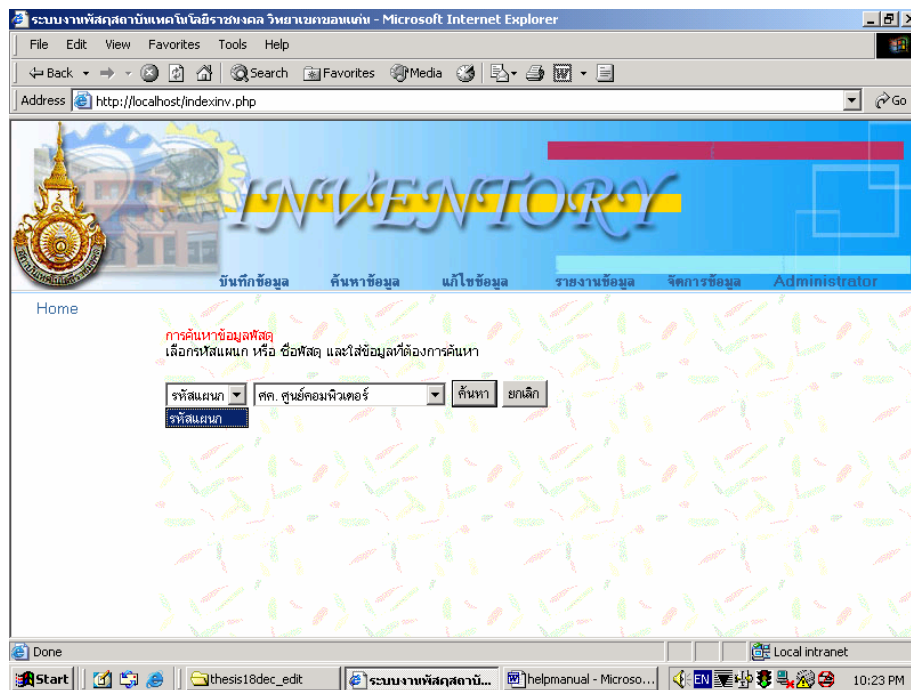 ระบบงานพัสดุสถาบันเทคโนโลยีราชมงคล วิทยาเขตขอนแก่น - Microsoft Internet Explorer
File Edit View Favorites Tools Help
Back Search Favorites Media
Address http://localhost/indexinv.php Go
INVENTORY
บันทึกข้อมูล ค้นหาข้อมูล แก้ไขข้อมูล รายงานข้อมูล จัดการข้อมูล Administrator
Home
การค้นหาข้อมูลพัสดุ
เลือกรหัสแผนก หรือ ชื่อพัสดุ และใส่ข้อมูลที่ต้องการค้นหา
รหัสแผนก ศค. ศูนย์คอมพิวเตอร์ ค้นหา ยกเลิก
รหัสแผนก
Done Local intranet
Start thesis18dec_edit ระบบงานพัสดุสถาบั... helpmanual - Microso... EN 10:23 PM